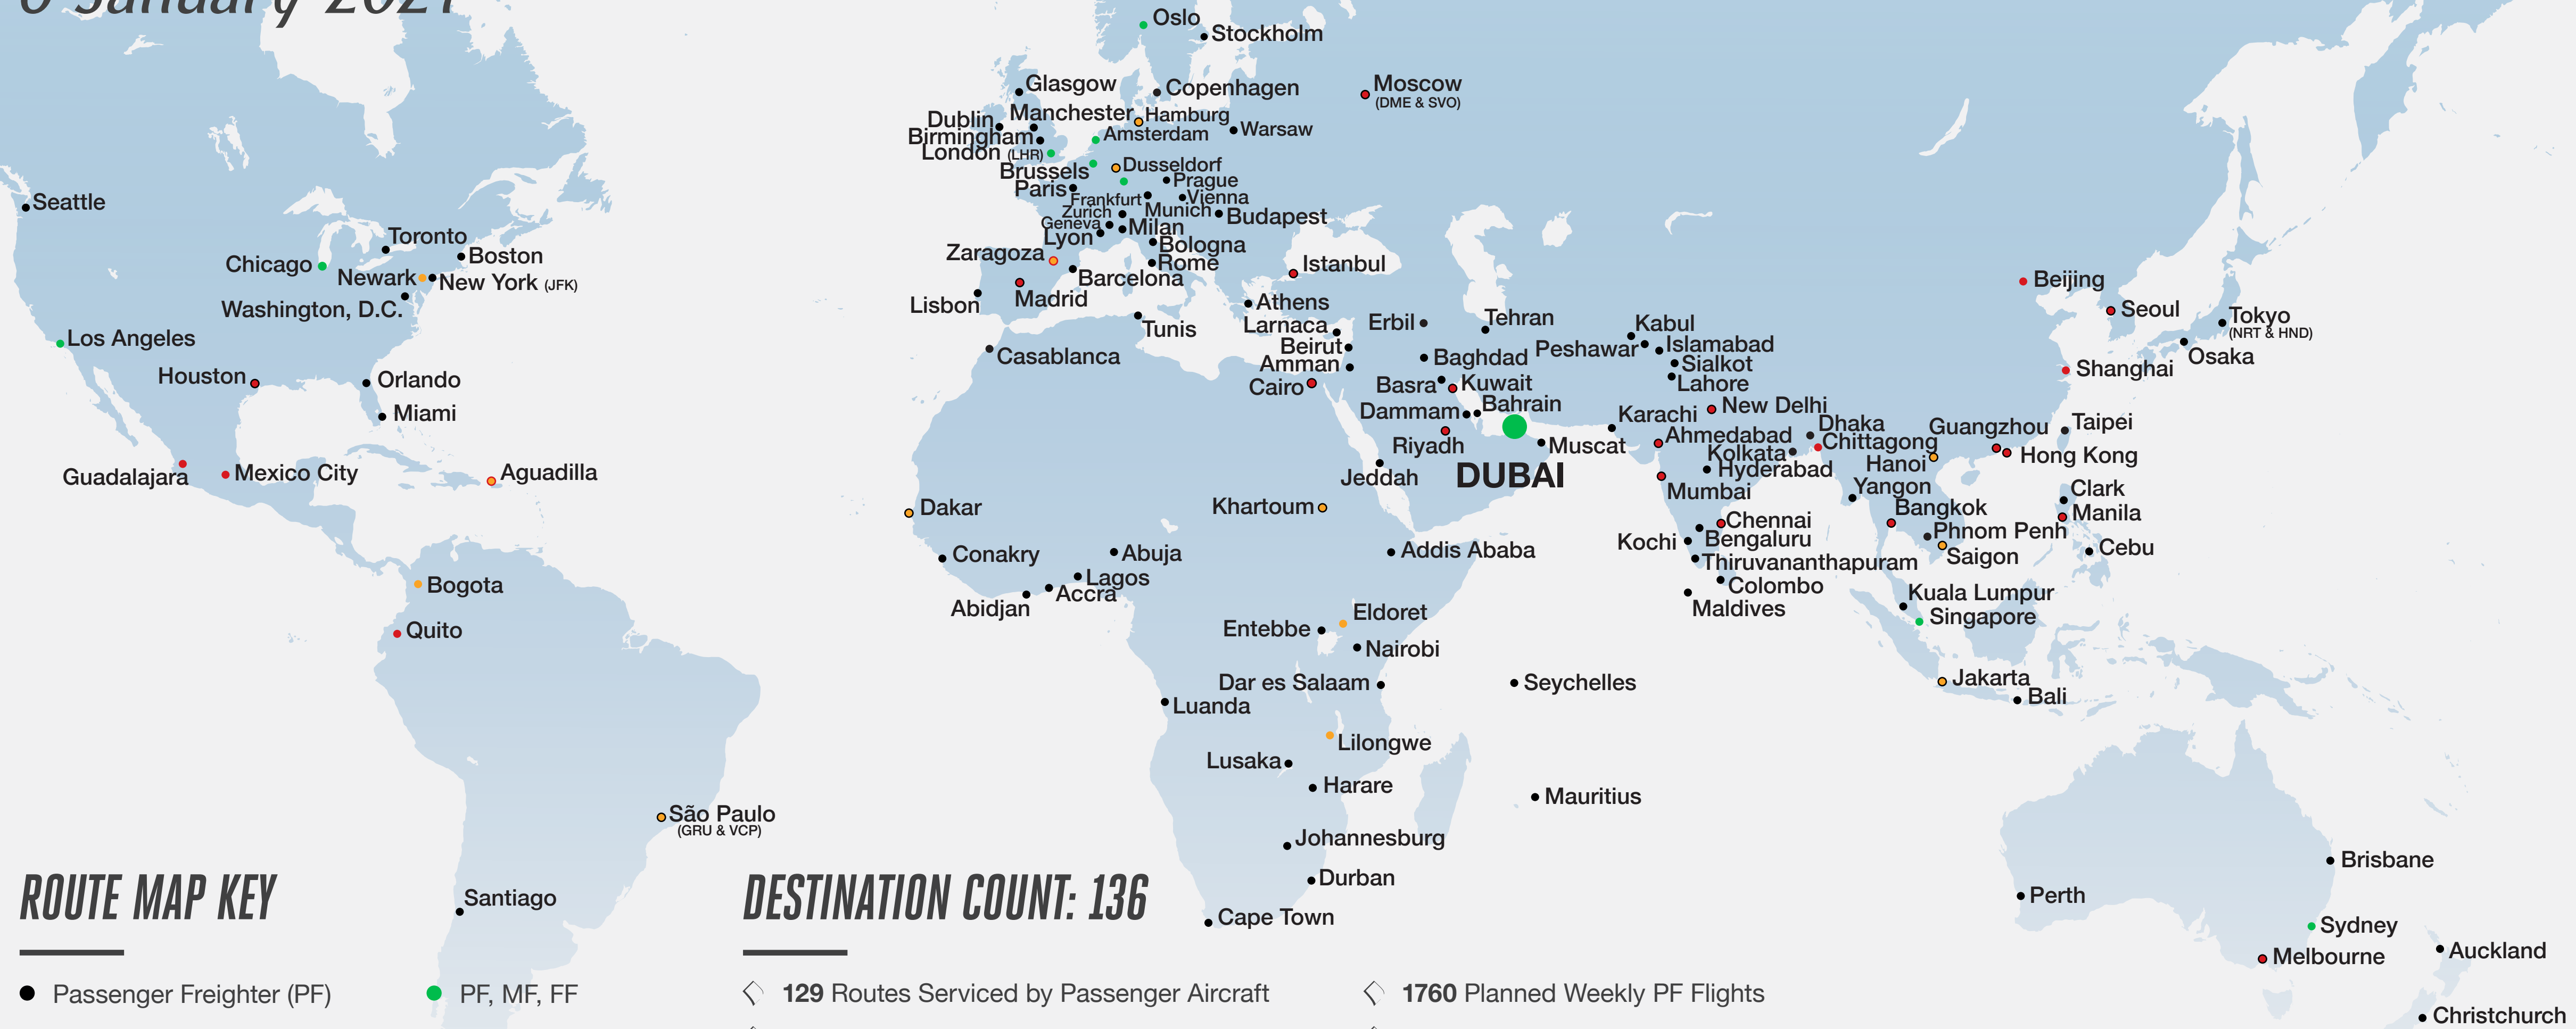 6 January 2021
Oslo
Stockholm
Glasgow
Copenhagen
Moscow
(DME & SVO)
Dublin
Manchester
Hamburg
Birmingham
Amsterdam
Warsaw
London (LHR)
Brussels
Dusseldorf
Paris
Prague
Frankfurt
Vienna
Zurich
Munich
Budapest
Geneva
Milan
Lyon
Bologna
Zaragoza
Rome
Istanbul
Barcelona
Madrid
Lisbon
Athens
Tunis
Larnaca
Erbil
Tehran
Casablanca
Beirut
Baghdad
Amman
Cairo
Basra
Kuwait
Dammam
Bahrain
Riyadh
Muscat
Jeddah
DUBAI
Kabul
Peshawar
Islamabad
Sialkot
Lahore
Karachi
New Delhi
Ahmedabad
Dhaka
Chittagong
Kolkata
Hyderabad
Mumbai
Chennai
Bengaluru
Kochi
Thiruvananthapuram
Colombo
Maldives
Beijing
Seoul
Tokyo
(NRT & HND)
Osaka
Shanghai
Taipei
Guangzhou
Hong Kong
Hanoi
Yangon
Bangkok
Clark
Manila
Phnom Penh
Saigon
Cebu
Kuala Lumpur
Singapore
Jakarta
Bali
Seattle
Toronto
Boston
Chicago
Newark
New York (JFK)
Washington, D.C.
Los Angeles
Houston
Orlando
Miami
Guadalajara
Mexico City
Aguadilla
Bogota
Quito
São Paulo
(GRU & VCP)
Santiago
Dakar
Khartoum
Conakry
Abuja
Addis Ababa
Lagos
Accra
Abidjan
Eldoret
Entebbe
Nairobi
Dar es Salaam
Seychelles
Luanda
Lilongwe
Lusaka
Harare
Mauritius
Johannesburg
Durban
Cape Town
Brisbane
Perth
Sydney
Melbourne
Auckland
Christchurch
ROUTE MAP KEY
Passenger Freighter (PF)
PF, MF, FF
DESTINATION COUNT: 136
129 Routes Serviced by Passenger Aircraft
1760 Planned Weekly PF Flights